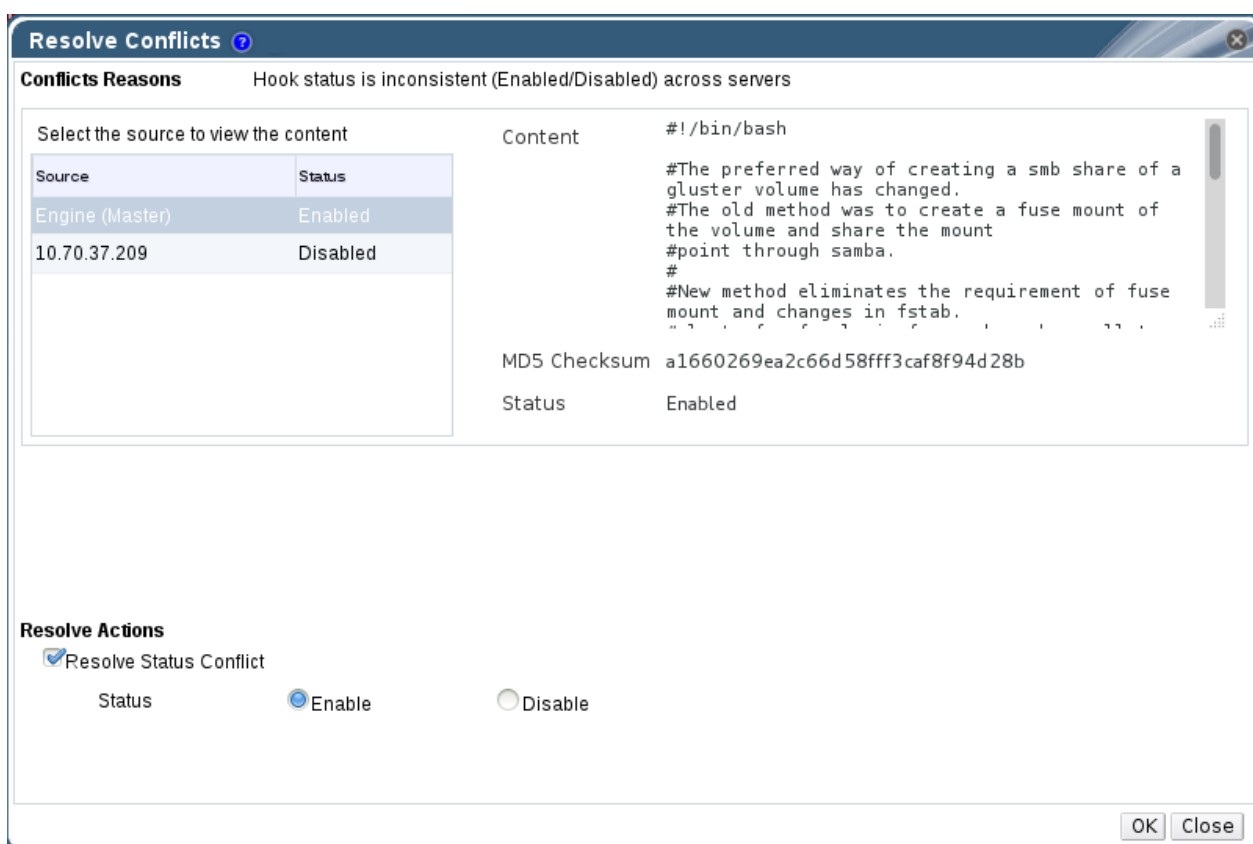 Resolve Conflicts ?
Conflicts Reasons Hook status is inconsistent (Enabled/Disabled) across servers
Select the source to view the content
Source Status
Engine (Master) Enabled
10.70.37.209 Disabled
Content
#!/bin/bash
#The preferred way of creating a smb share of a
gluster volume has changed.
#The old method was to create a fuse mount of
the volume and share the mount
#point through samba.
#
#New method eliminates the requirement of fuse
mount and changes in fstab.
MD5 Checksum a1660269ea2c66d58fff3caf8f94d28b
Status Enabled
Resolve Actions
Resolve Status Conflict
Status Enable Disable
OK Close